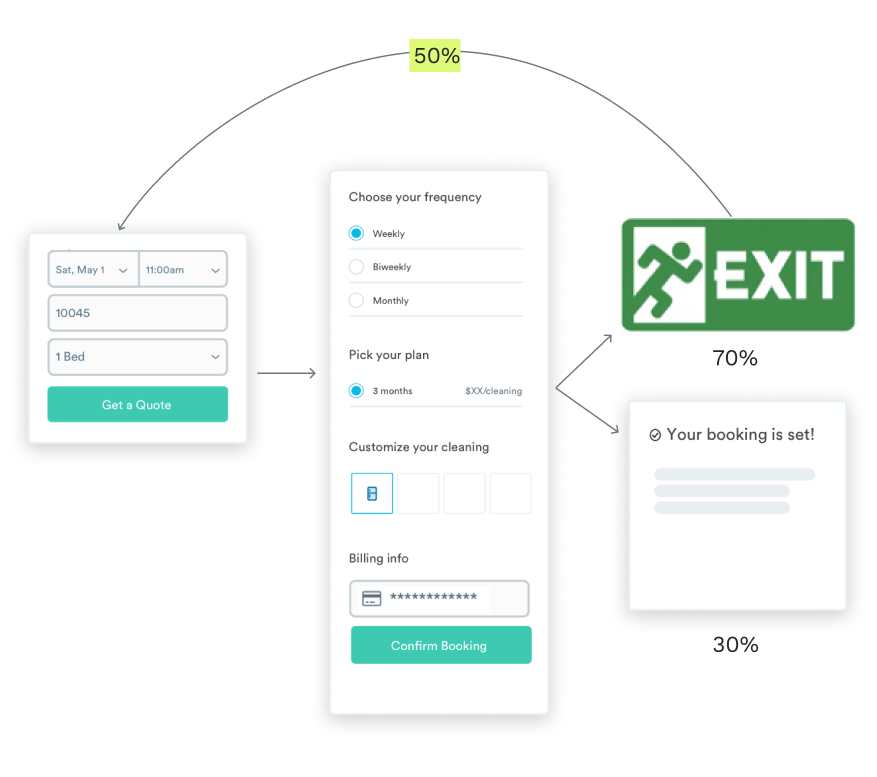 50%
Sat, May 1
11:00am
10045
1 Bed
Get a Quote
Choose your frequency
Weekly
Biweekly
Monthly
Pick your plan
3 months $XX/cleaning
Customize your cleaning
Billing info
************
Confirm Booking
EXIT
70%
Your booking is set!
30%